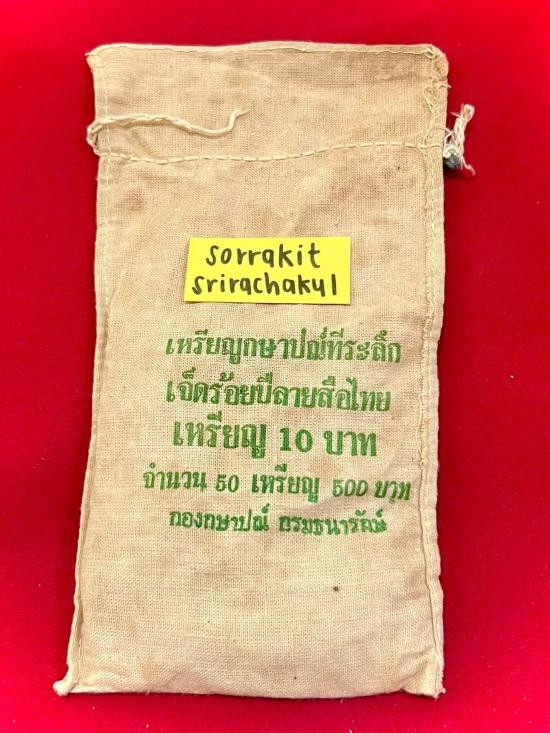 sorrakit
srirachakul
เหรียญกษาปณ์ที่ระลึก
เจ็ดร้อยปีลายสือไทย
เหรียญ 10 บาท
จำนวน 50 เหรียญ 500 บาท
กองกษาปณ์ กรมธนารักษ์